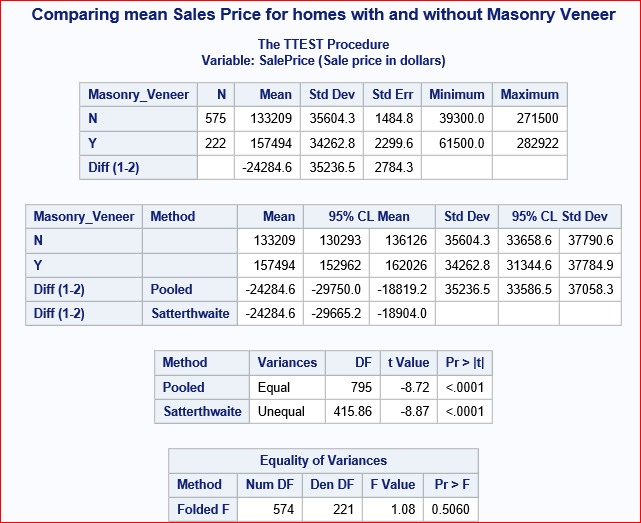 Comparing mean Sales Price for homes with and without Masonry Veneer
The TTEST Procedure
Variable: SalePrice (Sale price in dollars)
Masonry_Veneer N Mean Std Dev Std Err Minimum Maximum
N 575 133209 35604.3 1484.8 39300.0 271500
Y 222 157494 34262.8 2299.6 61500.0 282922
Diff (1-2) -24284.6 35236.5 2784.3
Masonry_Veneer Method Mean 95% CL Mean Std Dev 95% CL Std Dev
N 133209 130293 136126 35604.3 33658.6 37790.6
Y 157494 152962 162026 34262.8 31344.6 37784.9
Diff (1-2) Pooled -24284.6 -29750.0 -18819.2 35236.5 33586.5 37058.3
Diff (1-2) Satterthwaite -24284.6 -29665.2 -18904.0
Method Variances DF t Value Pr > |t|
Pooled Equal 795 -8.72 <.0001
Satterthwaite Unequal 415.86 -8.87 <.0001
Equality of Variances
Method Num DF Den DF F Value Pr > F
Folded F 574 221 1.08 0.5060